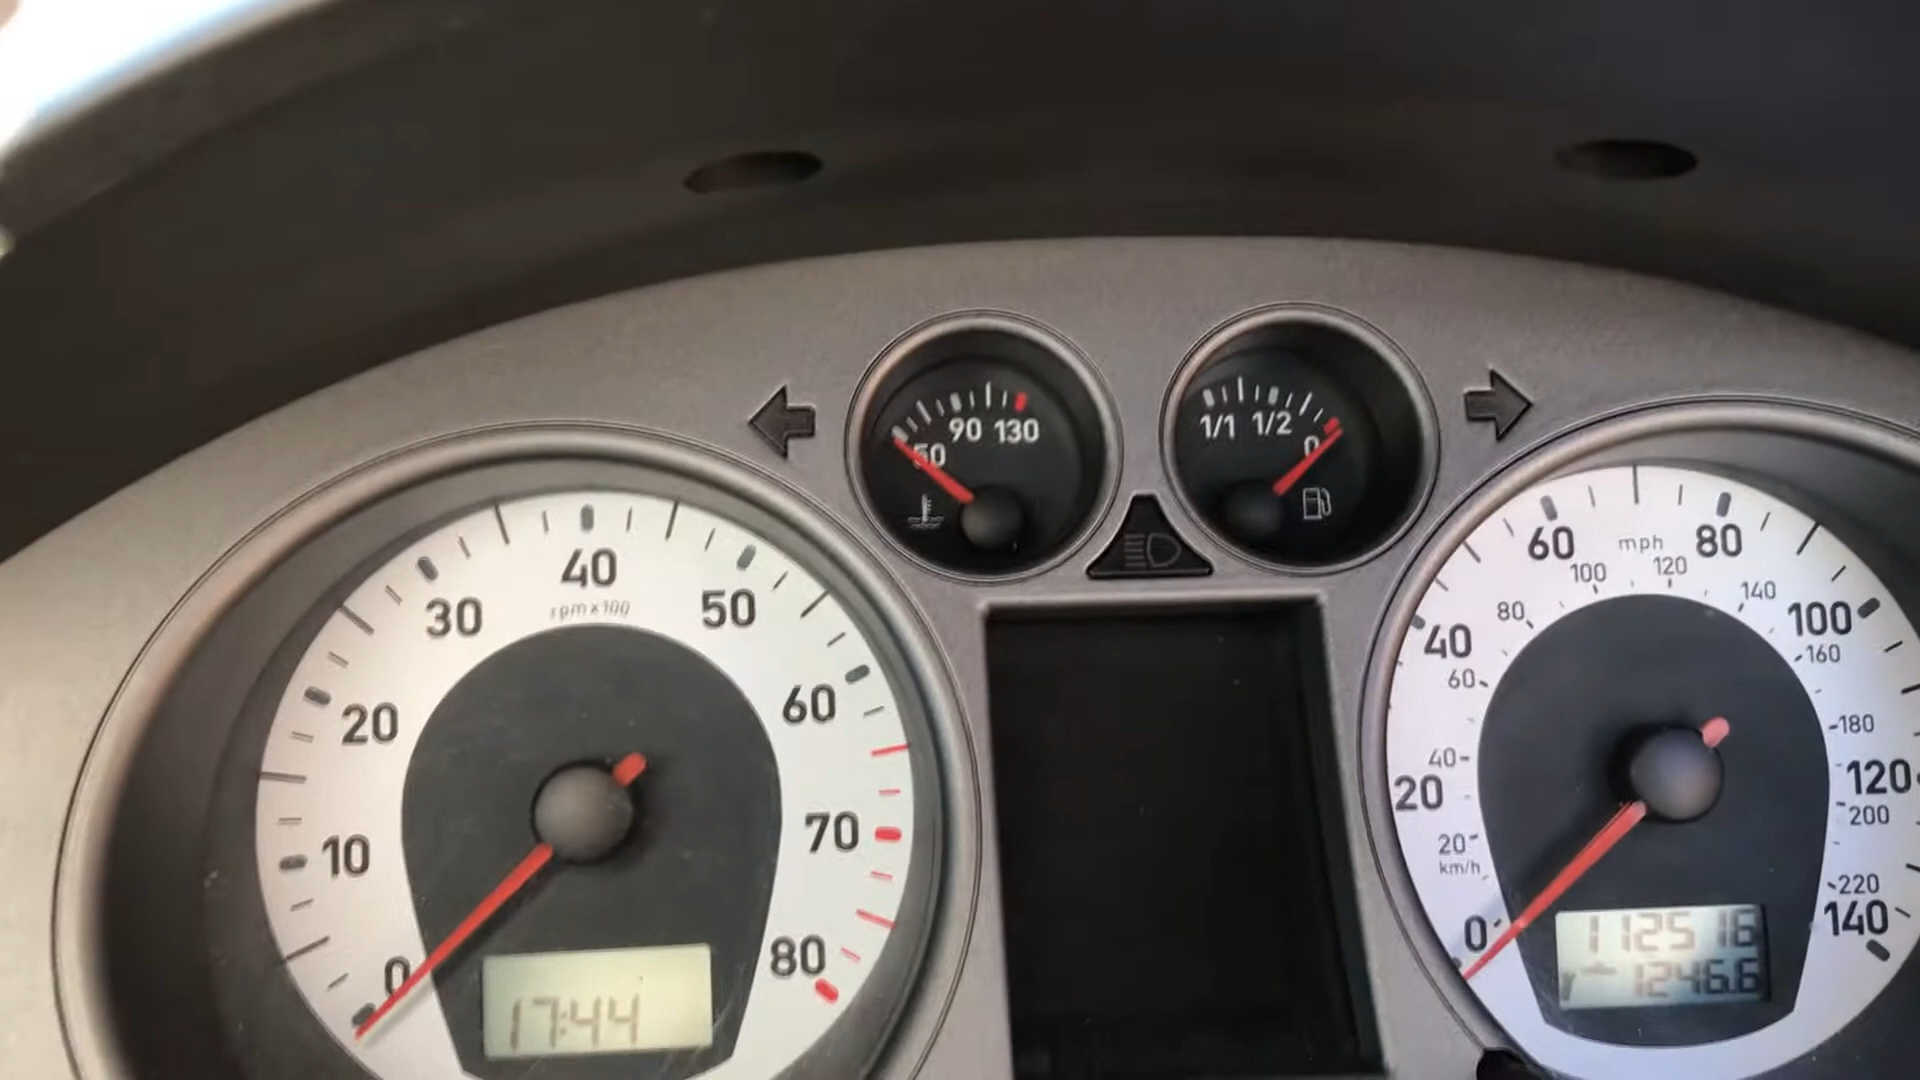 50 90 130
1/1 1/2 0
0 10 20 30 40 50 60 70 80
rpm x 100
17:44
0 20 40 60 80 100 120 140
mph
20 40 60 80 100 120 140 160 180 200 220
km/h
112516
1246.6